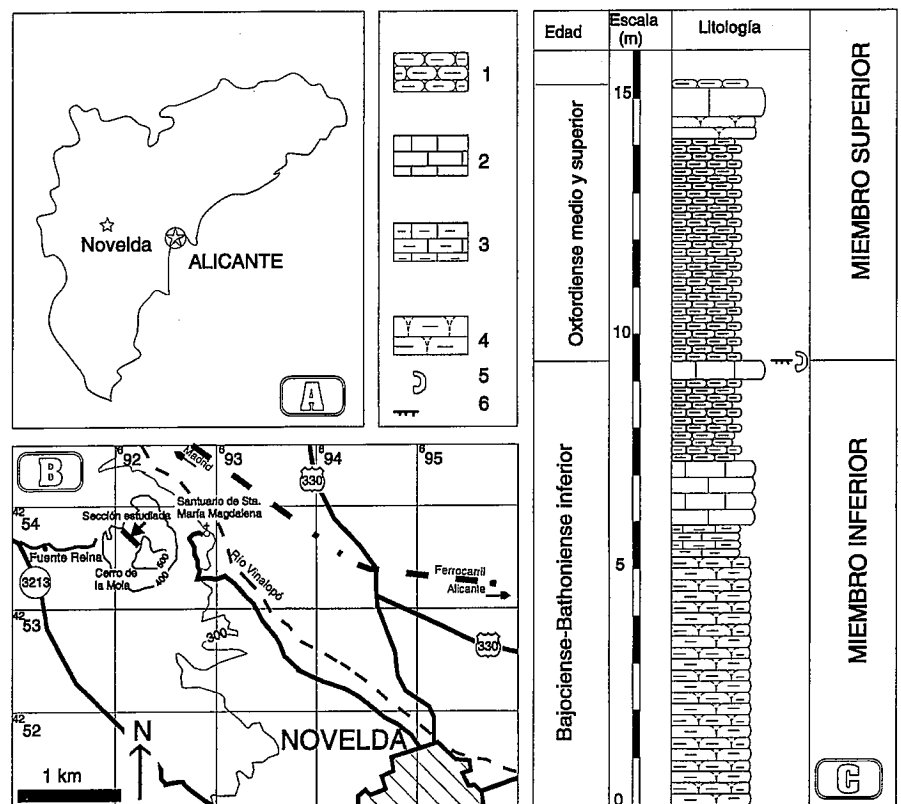 Novelda
ALICANTE
A
1
2
3
4
5
6
B
6
92
93
6
94
95
Madrid
330
Santuario de Sta.
María Magdalena
Sección estudiada
42
54
Fuente Reina
600
400
Cerro de
la Mola
3213
Río Vinalopó
Ferrocarril
Alicante
42
53
300
330
42
52
N
NOVELDA
1 km
Edad
Escala
(m)
Litología
15
10
5
0
Oxfordiense medio y superior
Bajociense-Bathoniense inferior
MIEMBRO SUPERIOR
MIEMBRO INFERIOR
C